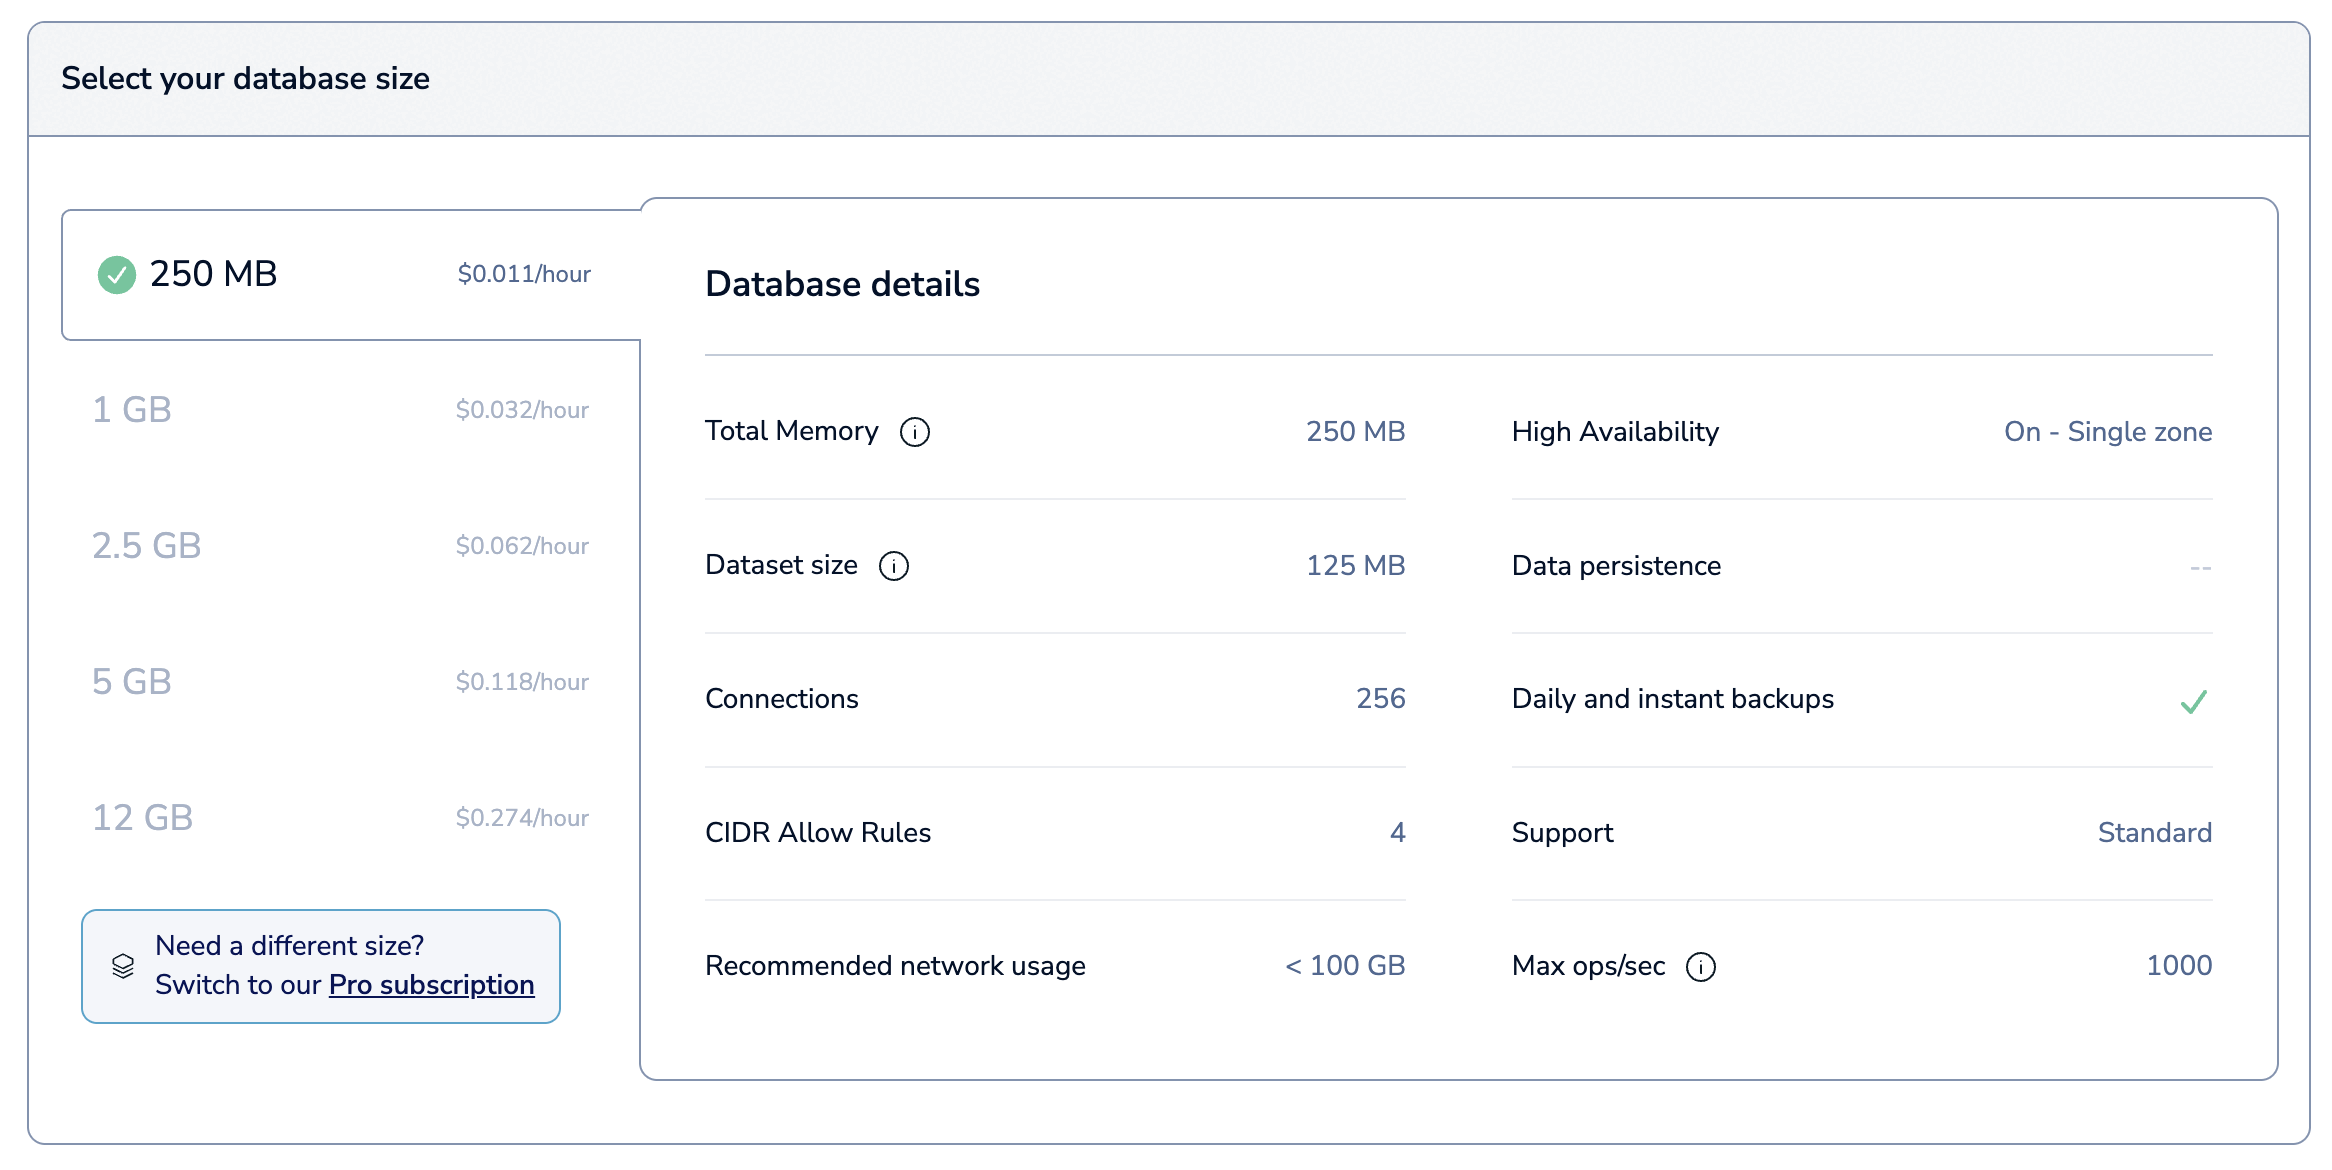 Select your database size
250 MB $0.011/hour
1 GB $0.032/hour
2.5 GB $0.062/hour
5 GB $0.118/hour
12 GB $0.274/hour
Need a different size?
Switch to our Pro subscription
Database details
Total Memory 250 MB
Dataset size 125 MB
Connections 256
CIDR Allow Rules 4
Recommended network usage < 100 GB
High Availability On - Single zone
Data persistence --
Daily and instant backups
Support Standard
Max ops/sec 1000